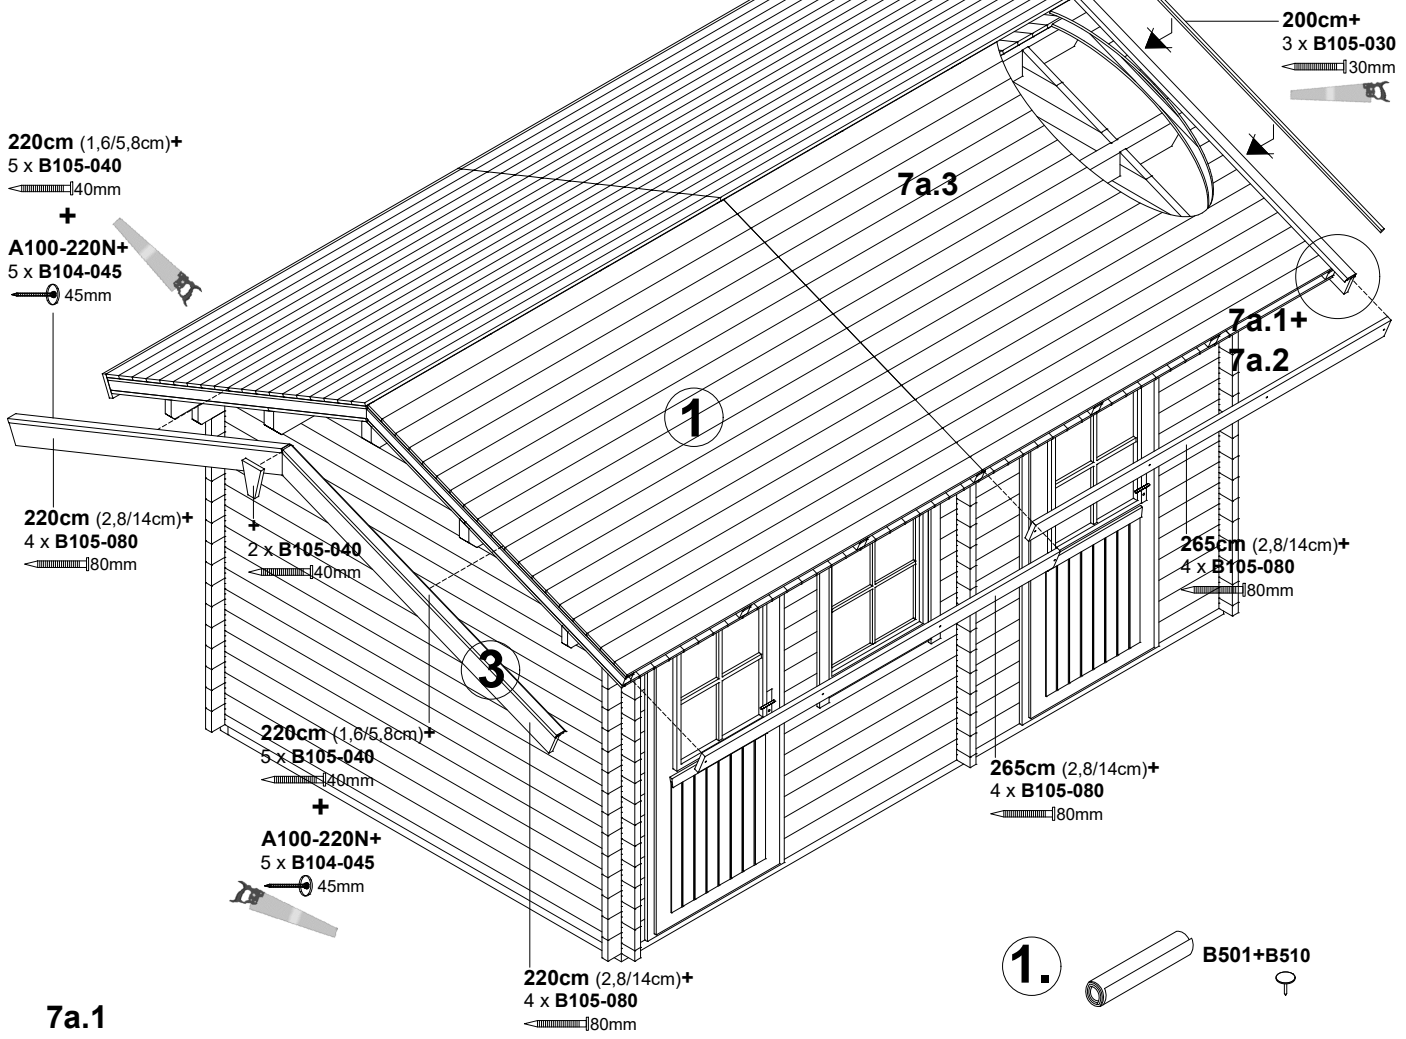 200cm+
3 x B105-030
30mm
220cm (1,6/5,8cm)+
5 x B105-040
40mm
+
A100-220N+
5 x B104-045
45mm
7a.3
7a.1+
7a.2
1
220cm (2,8/14cm)+
4 x B105-080
80mm
+
2 x B105-040
40mm
265cm (2,8/14cm)+
4 x B105-080
80mm
3
220cm (1,6/5,8cm)+
5 x B105-040
40mm
+
A100-220N+
5 x B104-045
45mm
265cm (2,8/14cm)+
4 x B105-080
80mm
220cm (2,8/14cm)+
4 x B105-080
80mm
1.
B501+B510
7a.1